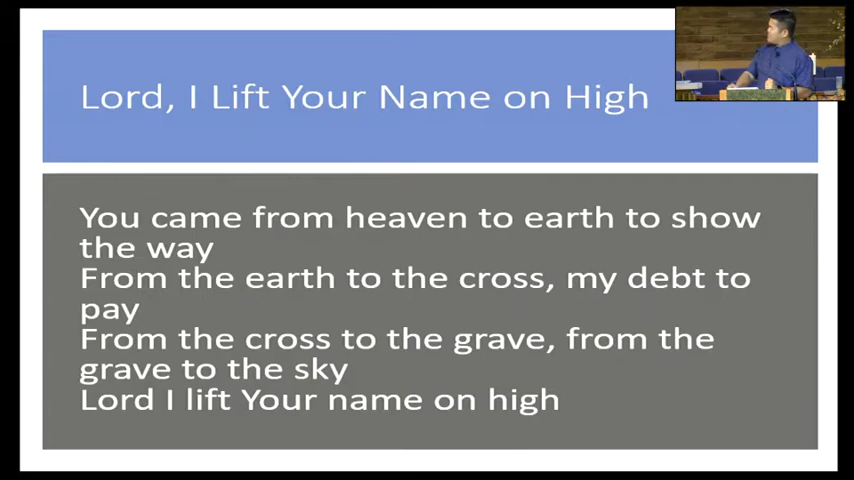 Lord, I Lift Your Name on High
You came from heaven to earth to show
the way
From the earth to the cross, my debt to
pay
From the cross to the grave, from the
grave to the sky
Lord I lift Your name on high